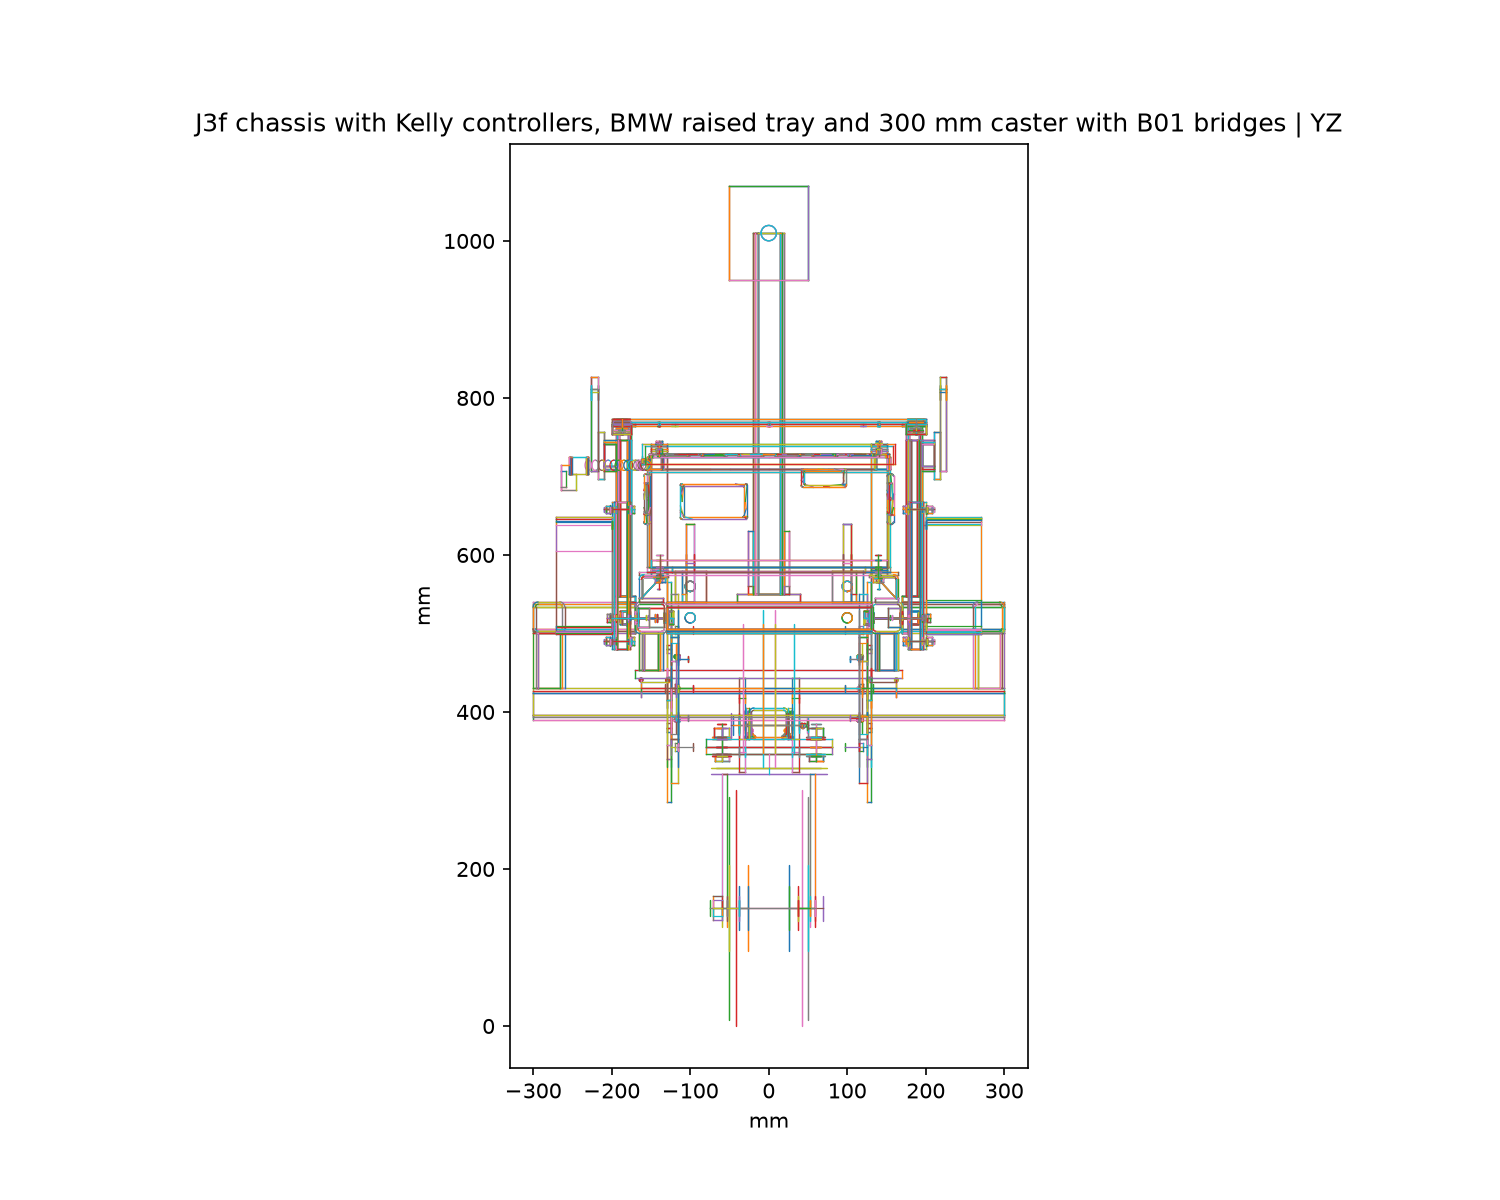 J3f chassis with Kelly controllers, BMW raised tray and 300 mm caster with B01 bridges | YZ
1000
800
600
mm
400
200
0
−300 −200 −100 0 100 200 300
mm